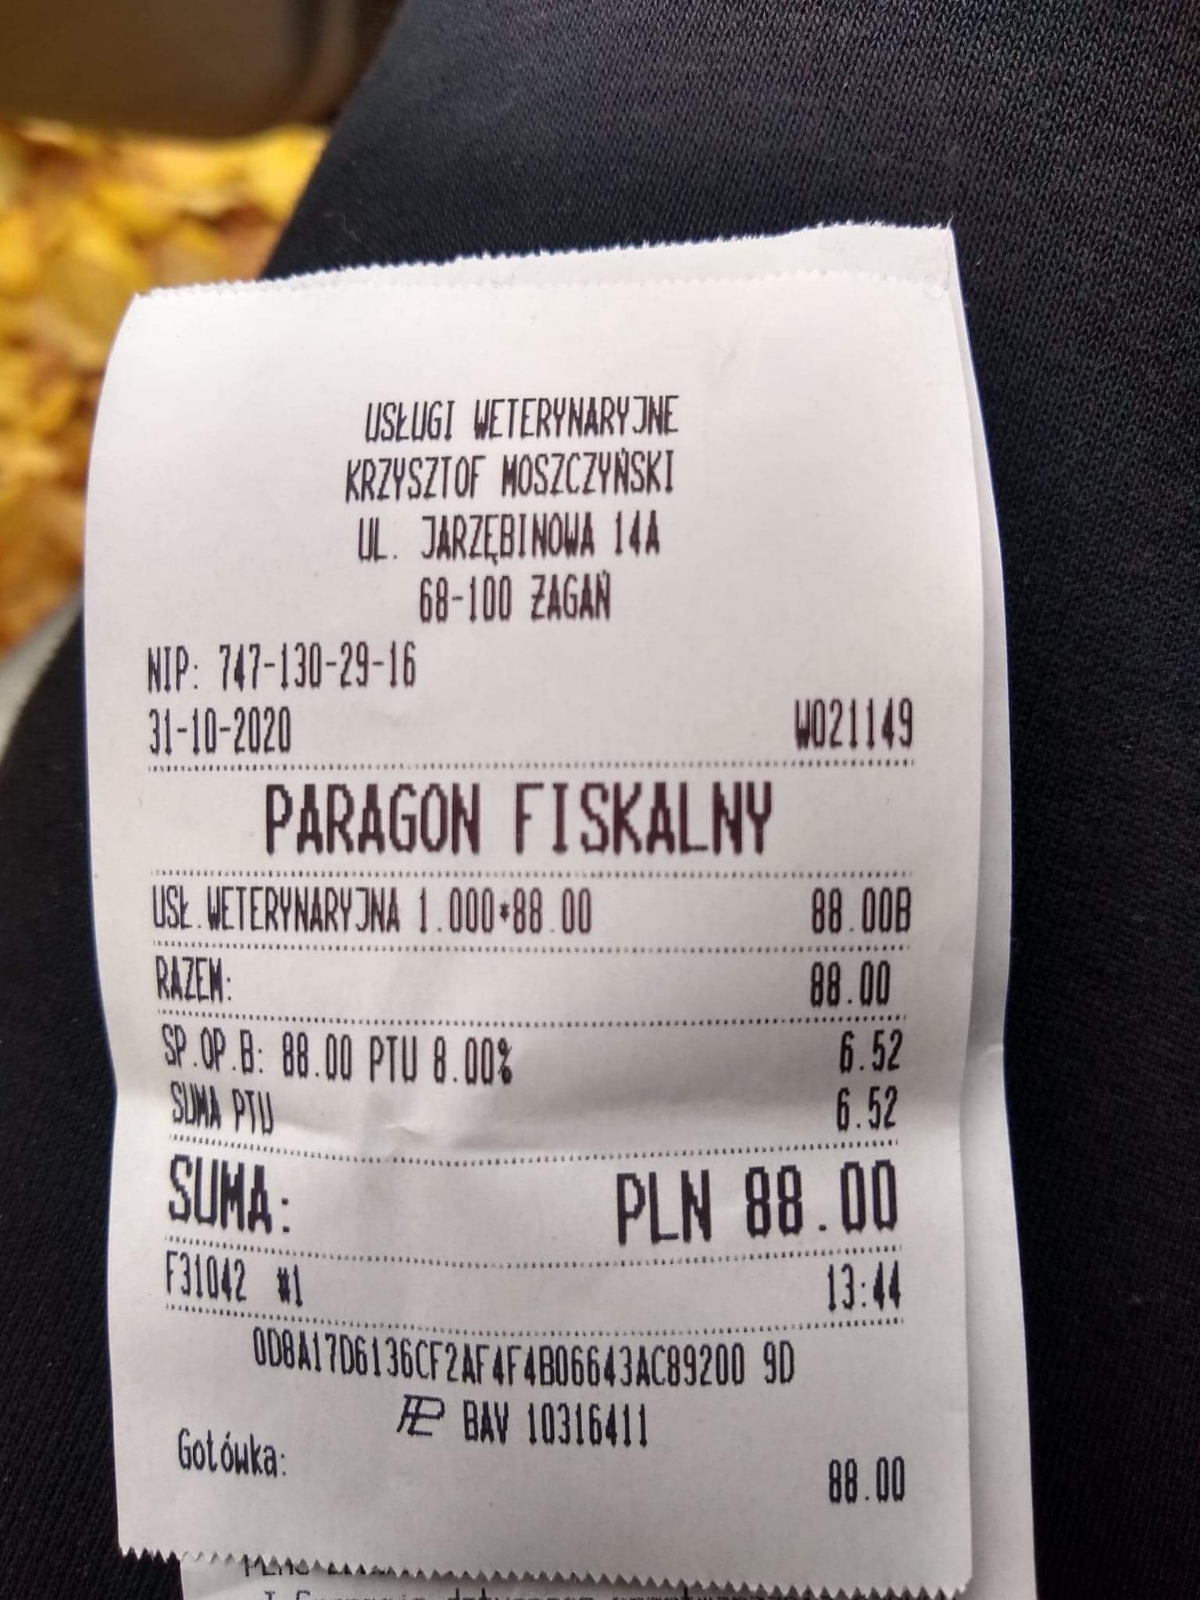 USŁUGI WETERYNARYJNE
KRZYSZTOF MOSZCZYŃSKI
UL. JARZĘBINOWA 14A
68-100 ŻAGAŃ
NIP: 747-130-29-16
31-10-2020 W021149
PARAGON FISKALNY
USŁ.WETERYNARYJNA 1.000*88.00 88.00B
RAZEM: 88.00
SP.OP.B: 88.00 PTU 8.00% 6.52
SUMA PTU 6.52
SUMA: PLN 88.00
F31042 #1 13:44
0D8A17D6136CF2AF4F4B06643AC89200 9D
BAV 10316411
Gotówka: 88.00